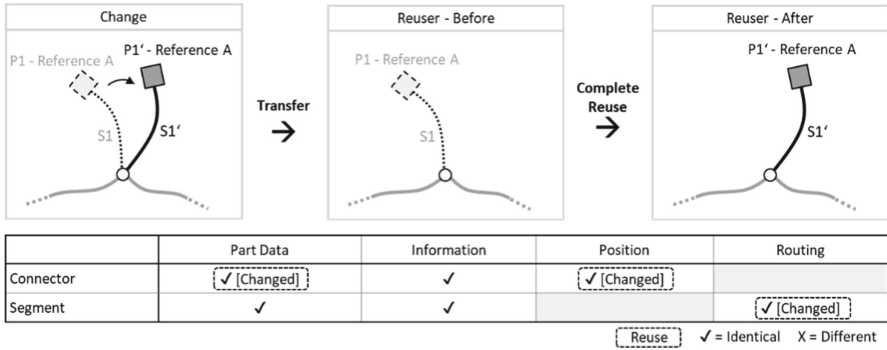 Change
P1 - Reference A
P1‘ - Reference A
S1
S1‘
Transfer
Reuser - Before
P1 - Reference A
S1
Complete
Reuse
Reuser - After
P1‘ - Reference A
S1‘
Part Data Information Position Routing
Connector ✓ [Changed] ✓ ✓ [Changed]
Segment ✓ ✓ ✓ [Changed]
Reuse ✓ = Identical X = Different